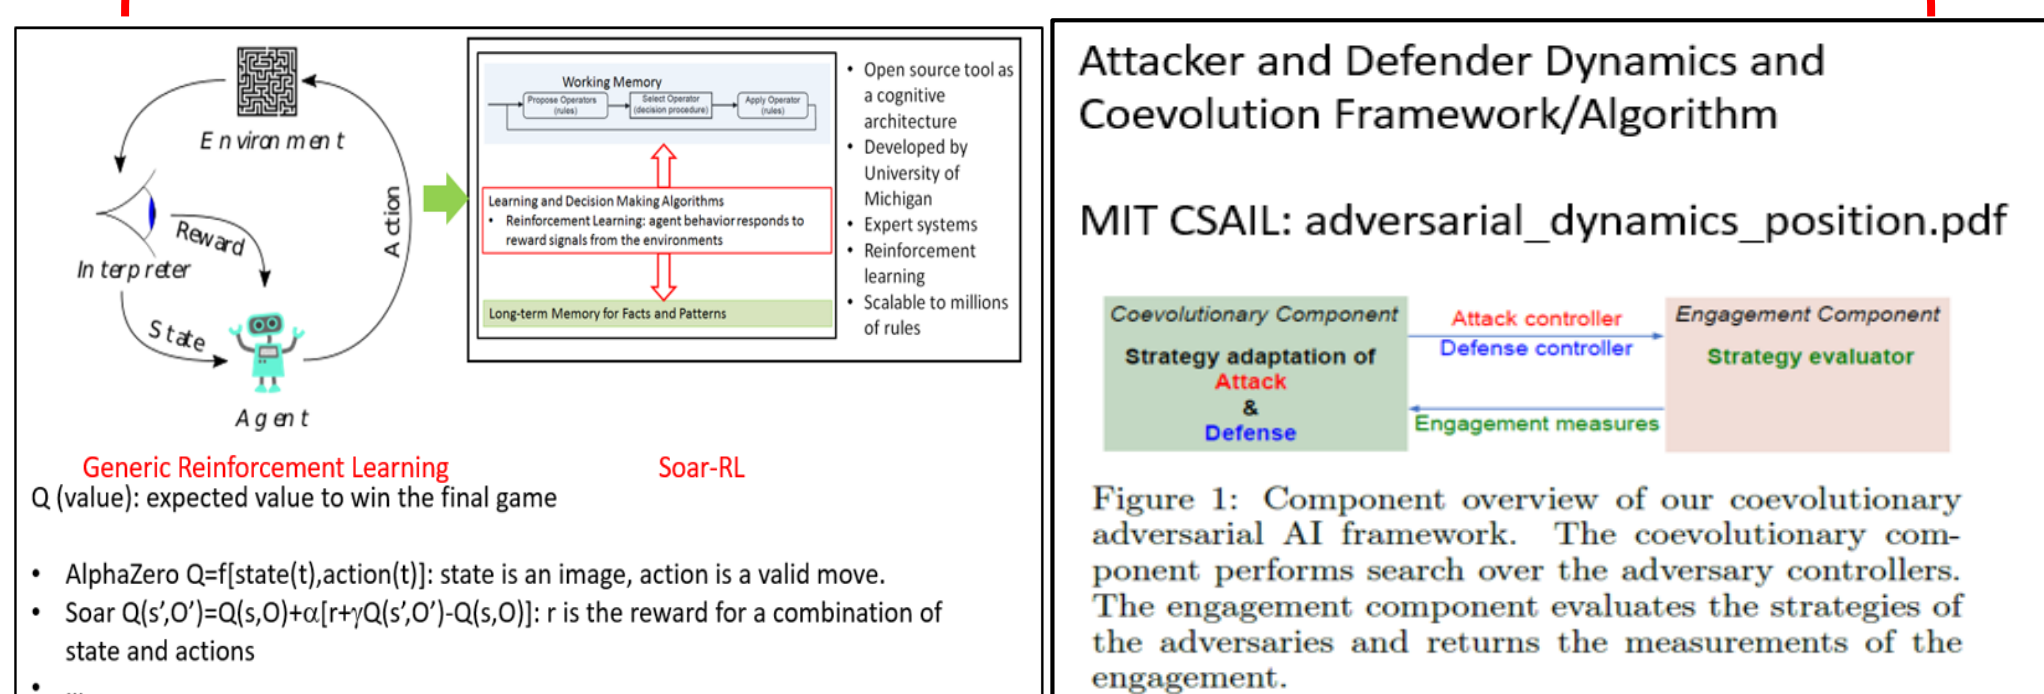 Environment
Reward
Interpreter
State
Agent
Action
Working Memory
Propose Operators
(rules)
Select Operator
(decision procedure)
Apply Operator
(rules)
Learning and Decision Making Algorithms
• Reinforcement Learning: agent behavior responds to
reward signals from the environments
Long-term Memory for Facts and Patterns
• Open source tool as
a cognitive
architecture
• Developed by
University of
Michigan
• Expert systems
• Reinforcement
learning
• Scalable to millions
of rules
Generic Reinforcement Learning
Soar-RL
Q (value): expected value to win the final game
• AlphaZero Q=f[state(t),action(t)]: state is an image, action is a valid move.
• Soar Q(s’,O’)=Q(s,O)+α[r+γQ(s’,O’)-Q(s,O)]: r is the reward for a combination of
state and actions
• ...
Attacker and Defender Dynamics and
Coevolution Framework/Algorithm
MIT CSAIL: adversarial_dynamics_position.pdf
Coevolutionary Component
Strategy adaptation of
Attack
&
Defense
Attack controller
Defense controller
Engagement measures
Engagement Component
Strategy evaluator
Figure 1: Component overview of our coevolutionary
adversarial AI framework. The coevolutionary com-
ponent performs search over the adversary controllers.
The engagement component evaluates the strategies of
the adversaries and returns the measurements of the
engagement.